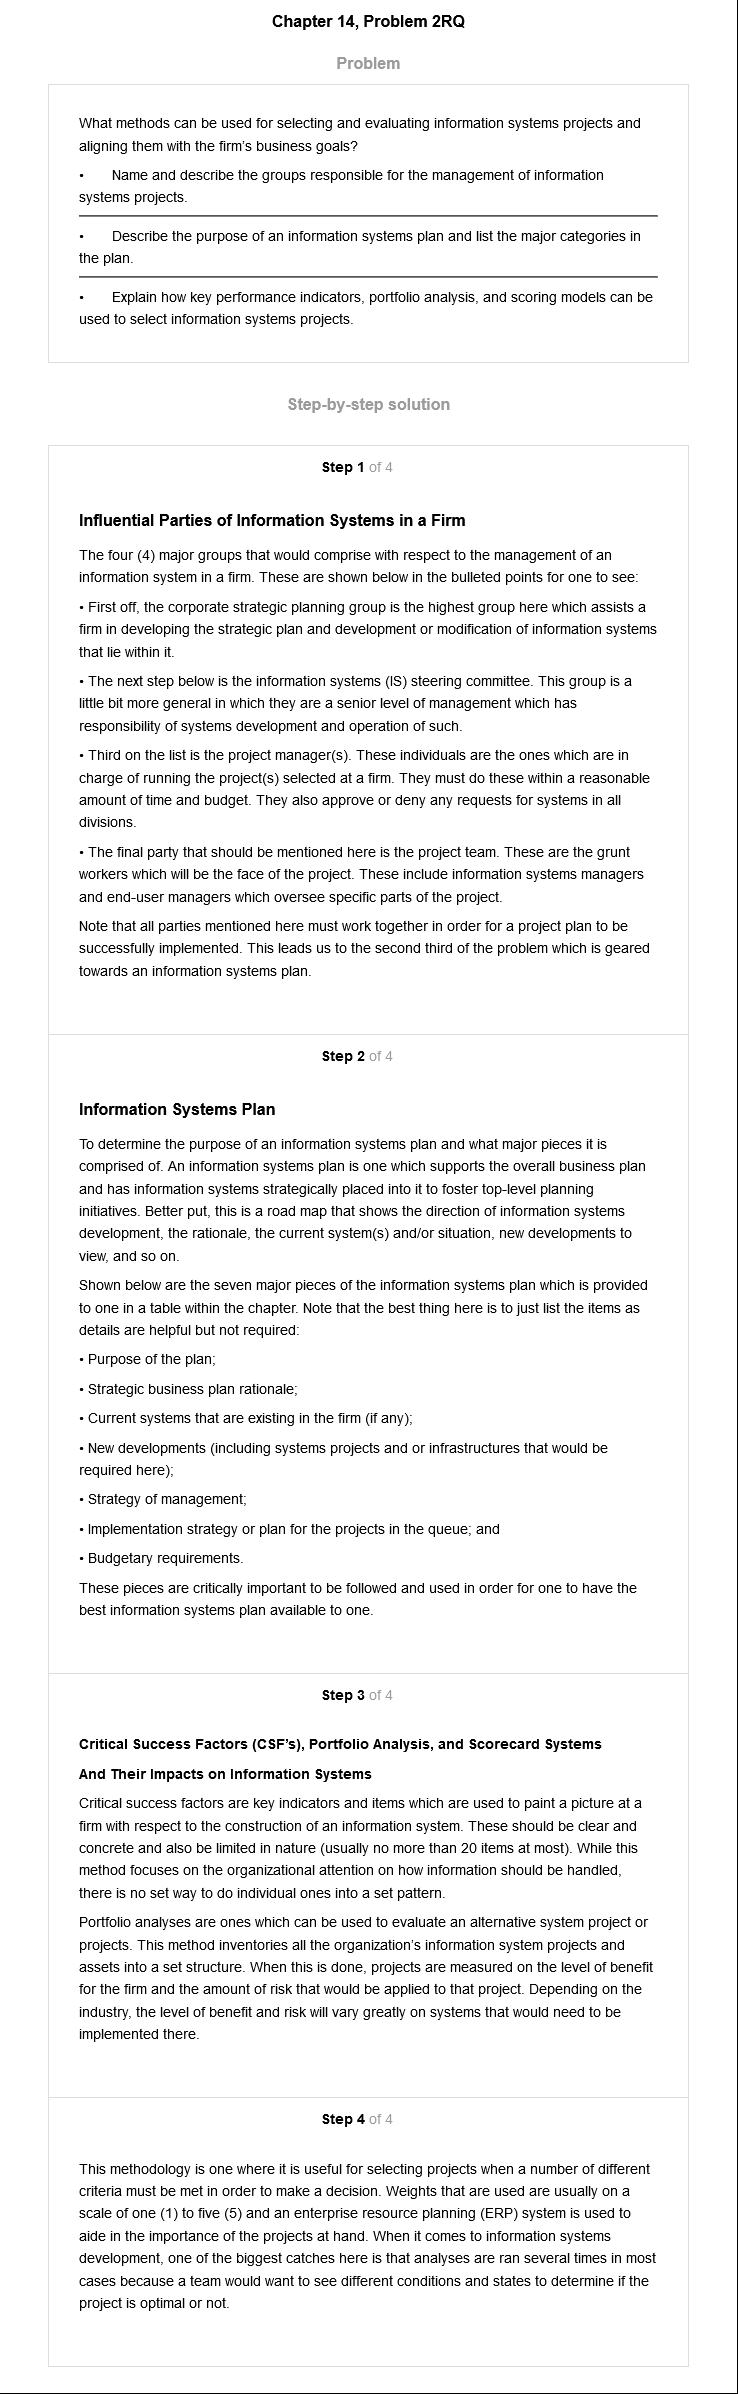 Chapter 14, Problem 2RQ
Problem
What methods can be used for selecting and evaluating information systems projects and
aligning them with the firm's business goals?
• Name and describe the groups responsible for the management of information
systems projects.
• Describe the purpose of an information systems plan and list the major categories in
the plan.
• Explain how key performance indicators, portfolio analysis, and scoring models can be
used to select information systems projects.
Step-by-step solution
Step 1 of 4
Influential Parties of Information Systems in a Firm
The four (4) major groups that would comprise with respect to the management of an
information system in a firm. These are shown below in the bulleted points for one to see:
• First off, the corporate strategic planning group is the highest group here which assists a
firm in developing the strategic plan and development or modification of information systems
that lie within it.
• The next step below is the information systems (IS) steering committee. This group is a
little bit more general in which they are a senior level of management which has
responsibility of systems development and operation of such.
• Third on the list is the project manager(s). These individuals are the ones which are in
charge of running the project(s) selected at a firm. They must do these within a reasonable
amount of time and budget. They also approve or deny any requests for systems in all
divisions.
• The final party that should be mentioned here is the project team. These are the grunt
workers which will be the face of the project. These include information systems managers
and end-user managers which oversee specific parts of the project.
Note that all parties mentioned here must work together in order for a project plan to be
successfully implemented. This leads us to the second third of the problem which is geared
towards an information systems plan.
Step 2 of 4
Information Systems Plan
To determine the purpose of an information systems plan and what major pieces it is
comprised of. An information systems plan is one which supports the overall business plan
and has information systems strategically placed into it to foster top-level planning
initiatives. Better put, this is a road map that shows the direction of information systems
development, the rationale, the current system(s) and/or situation, new developments to
view, and so on.
Shown below are the seven major pieces of the information systems plan which is provided
to one in a table within the chapter. Note that the best thing here is to just list the items as
details are helpful but not required:
• Purpose of the plan;
• Strategic business plan rationale;
• Current systems that are existing in the firm (if any);
• New developments (including systems projects and or infrastructures that would be
required here);
• Strategy of management;
• Implementation strategy or plan for the projects in the queue; and
• Budgetary requirements.
These pieces are critically important to be followed and used in order for one to have the
best information systems plan available to one.
Step 3 of 4
Critical Success Factors (CSF's), Portfolio Analysis, and Scorecard Systems
And Their Impacts on Information Systems
Critical success factors are key indicators and items which are used to paint a picture at a
firm with respect to the construction of an information system. These should be clear and
concrete and also be limited in nature (usually no more than 20 items at most). While this
method focuses on the organizational attention on how information should be handled,
there is no set way to do individual ones into a set pattern.
Portfolio analyses are ones which can be used to evaluate an alternative system project or
projects. This method inventories all the organization's information system projects and
assets into a set structure. When this is done, projects are measured on the level of benefit
for the firm and the amount of risk that would be applied to that project. Depending on the
industry, the level of benefit and risk will vary greatly on systems that would need to be
implemented there.
Step 4 of 4
This methodology is one where it is useful for selecting projects when a number of different
criteria must be met in order to make a decision. Weights that are used are usually on a
scale of one (1) to five (5) and an enterprise resource planning (ERP) system is used to
aide in the importance of the projects at hand. When it comes to information systems
development, one of the biggest catches here is that analyses are ran several times in most
cases because a team would want to see different conditions and states to determine if the
project is optimal or not.